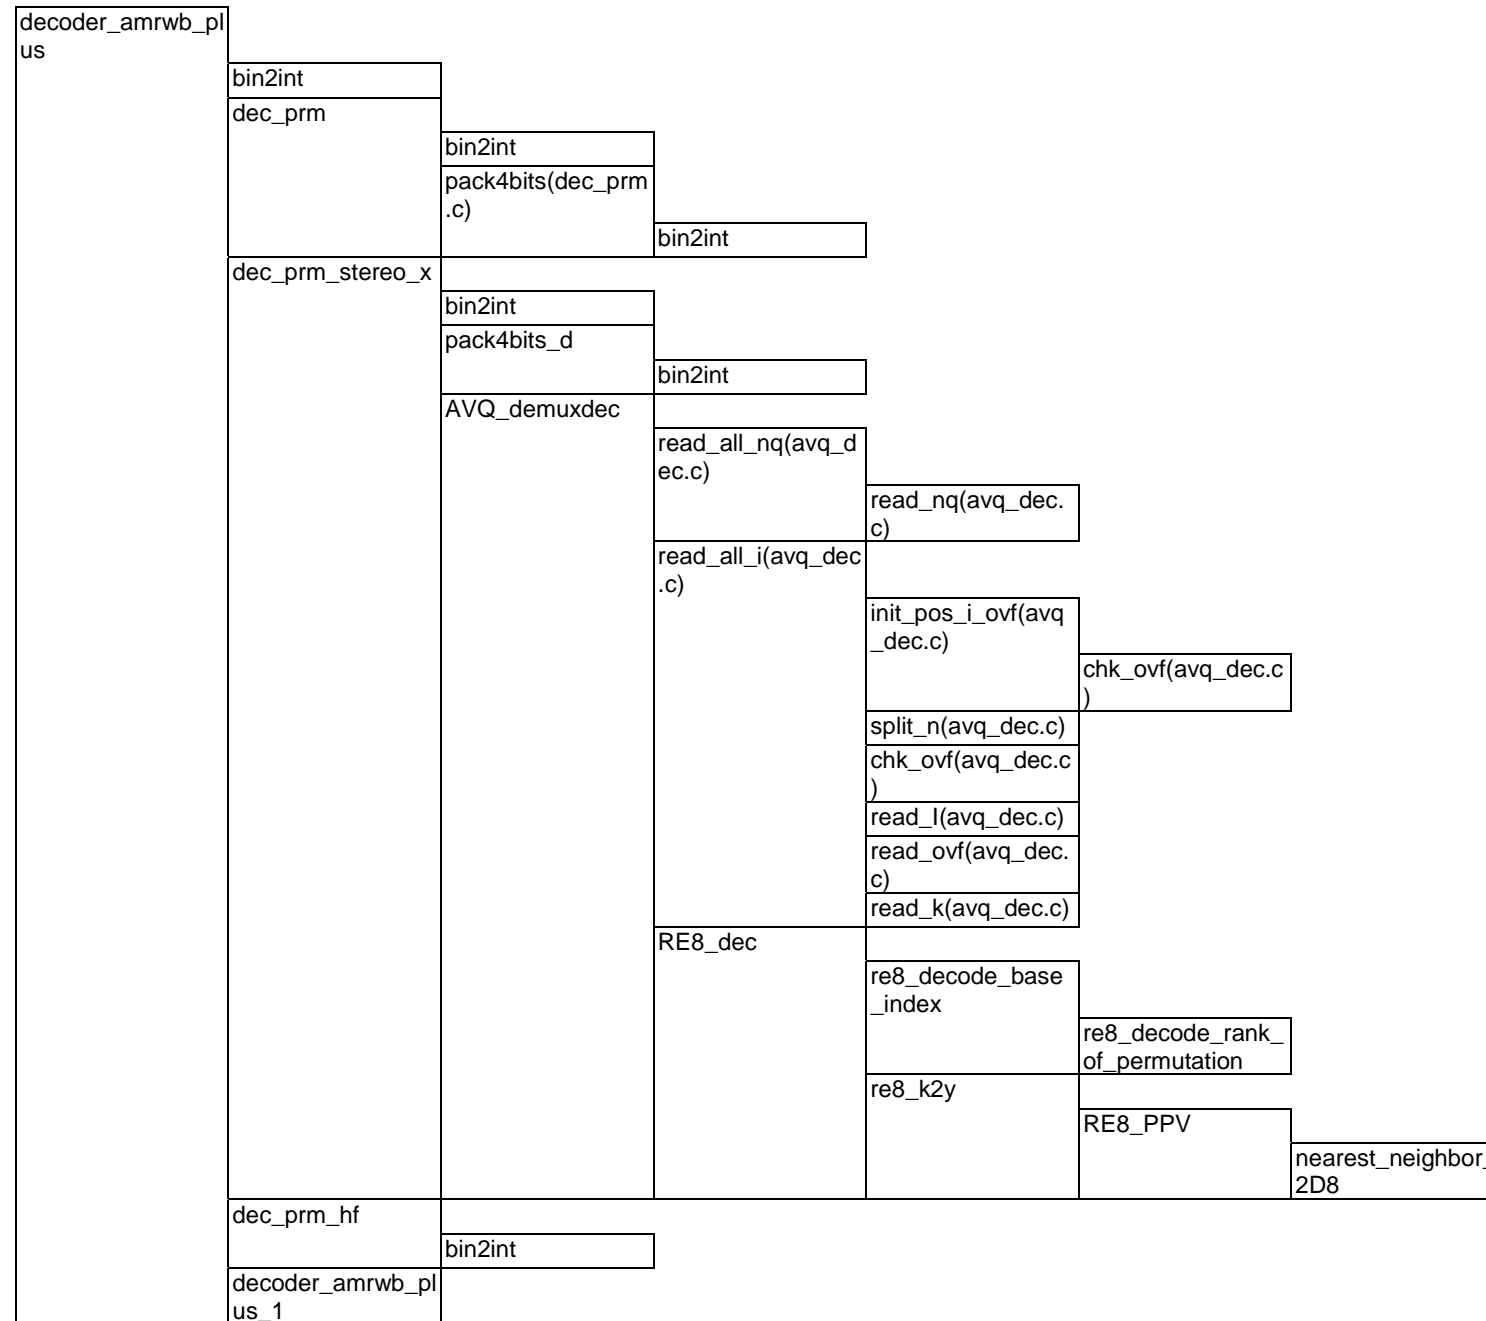 decoder_amrwb_pl
us
bin2int
dec_prm
bin2int
pack4bits(dec_prm
.c)
bin2int
dec_prm_stereo_x
bin2int
pack4bits_d
bin2int
AVQ_demuxdec
read_all_nq(avq_d
ec.c)
read_nq(avq_dec.
c)
read_all_i(avq_dec
.c)
init_pos_i_ovf(avq
_dec.c)
chk_ovf(avq_dec.c
)
split_n(avq_dec.c)
chk_ovf(avq_dec.c
)
read_I(avq_dec.c)
read_ovf(avq_dec.
c)
read_k(avq_dec.c)
RE8_dec
re8_decode_base
_index
re8_decode_rank_
of_permutation
re8_k2y
RE8_PPV
nearest_neighbor_
2D8
dec_prm_hf
bin2int
decoder_amrwb_pl
us_1